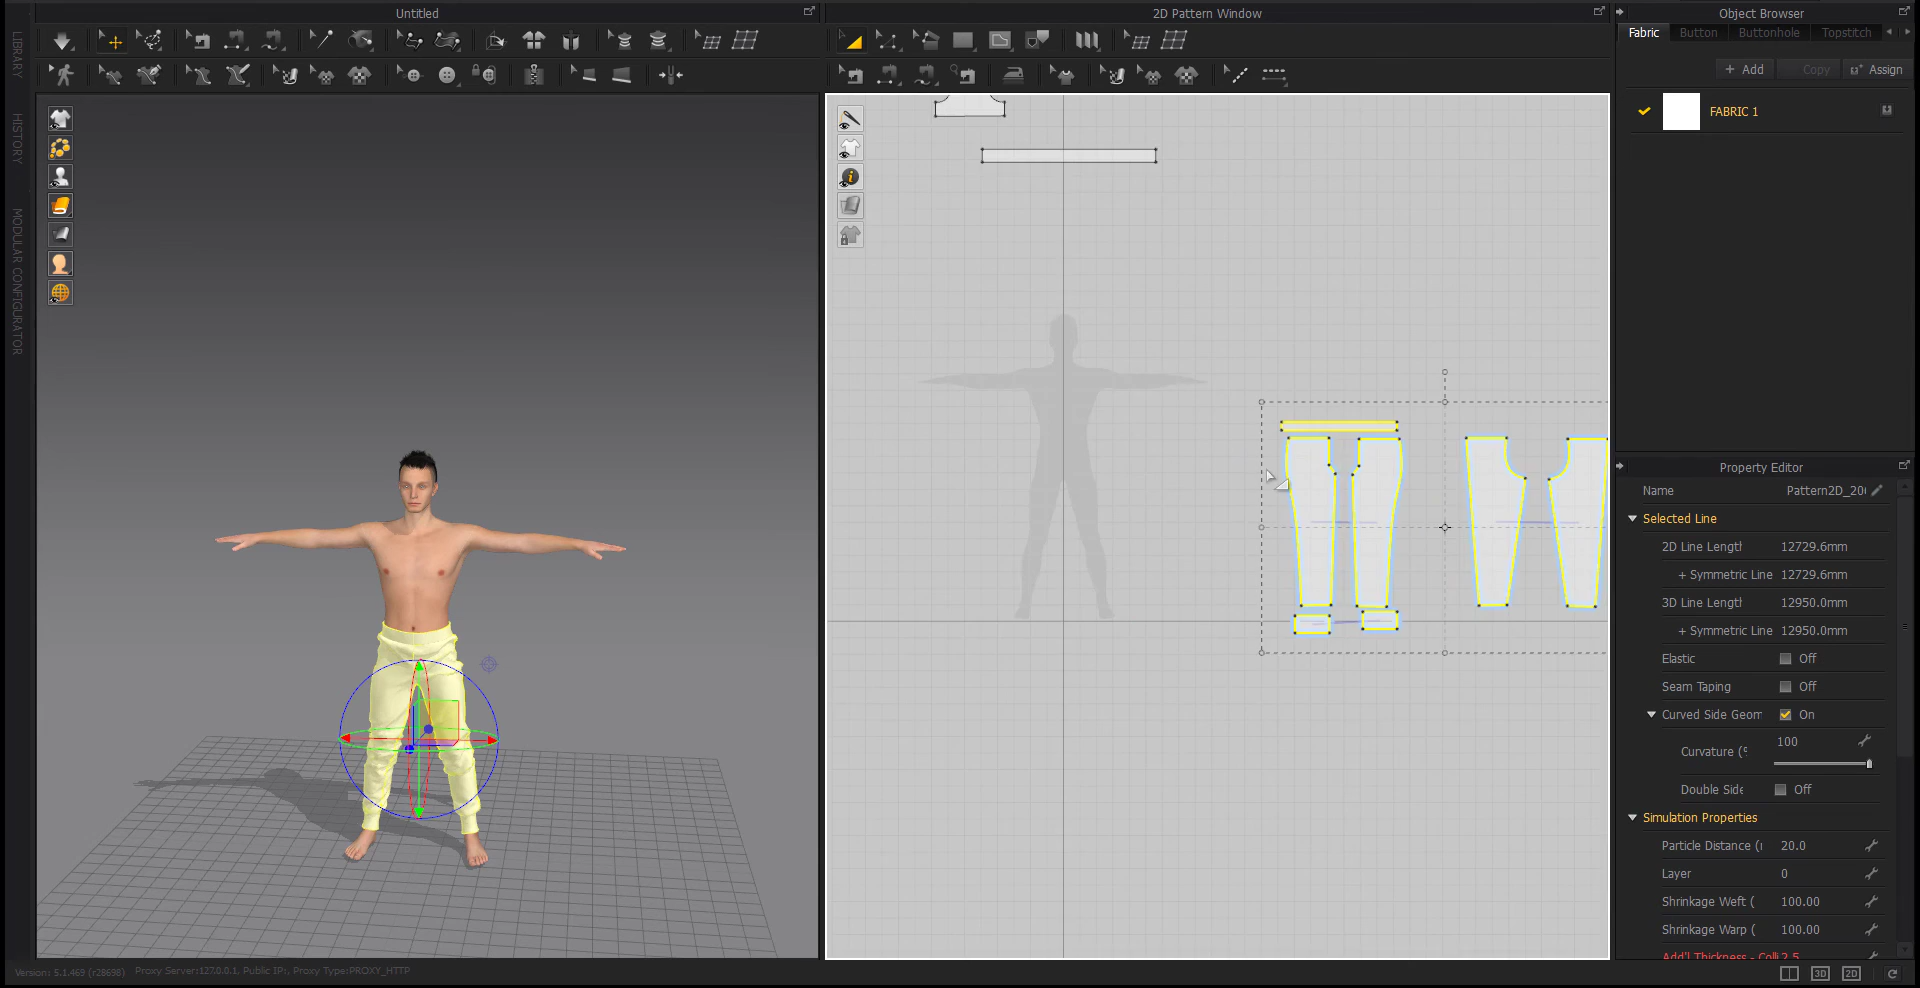 Untitled
2D Pattern Window
Object Browser
LIBRARY
HISTORY
MODULAR CONFIGURATOR
Fabric
Button
Buttonhole
Topstitch
+ Add
Copy
Assign
FABRIC 1
Property Editor
Name
Pattern2D_20
Selected Line
2D Line Length
12729.6mm
+ Symmetric Line
12729.6mm
3D Line Length
12950.0mm
+ Symmetric Line
12950.0mm
Elastic
Off
Seam Taping
Off
Curved Side Geom
On
Curvature (
100
Double Side
Off
Simulation Properties
Particle Distance (
20.0
Layer
0
Shrinkage Weft (
100.00
Shrinkage Warp (
100.00
Add'l Thickness - Colli 2.5
Version: 5.1.469 (r28698)
Proxy Server:127.0.0.1, Public IP:, Proxy Type:PROXY_HTTP
3D
2D